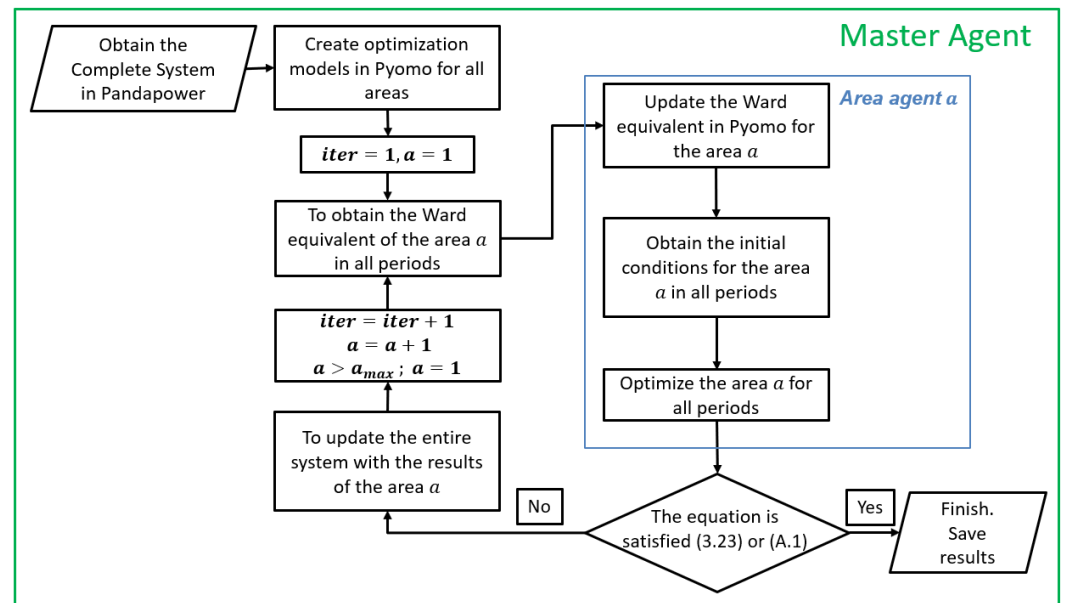 Master Agent
Obtain the
Complete System
in Pandapower
Create optimization
models in Pyomo for all
areas
iter = 1, a = 1
To obtain the Ward
equivalent of the area a
in all periods
Area agent a
Update the Ward
equivalent in Pyomo for
the area a
Obtain the initial
conditions for the area
a in all periods
Optimize the area a for
all periods
The equation is
satisfied (3.23) or (A.1)
No
Yes
Finish.
Save
results
To update the entire
system with the results
of the area a
iter = iter + 1
a = a + 1
a > a_max ; a = 1